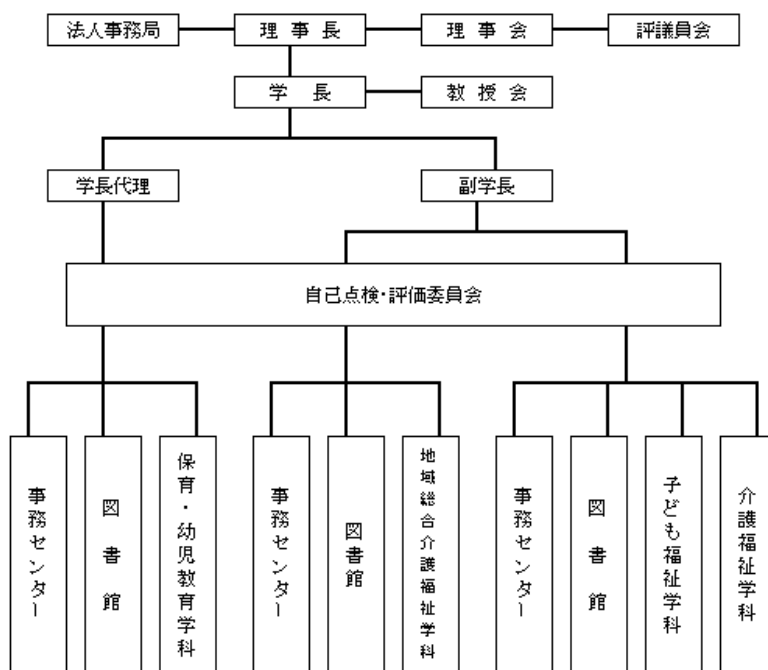 法人事務局
理事長
理事会
評議員会
学長
教授会
学長代理
副学長
自己点検・評価委員会
事務センター
図書館
保育・幼児教育学科
事務センター
図書館
地域総合介護福祉学科
事務センター
図書館
子ども福祉学科
介護福祉学科